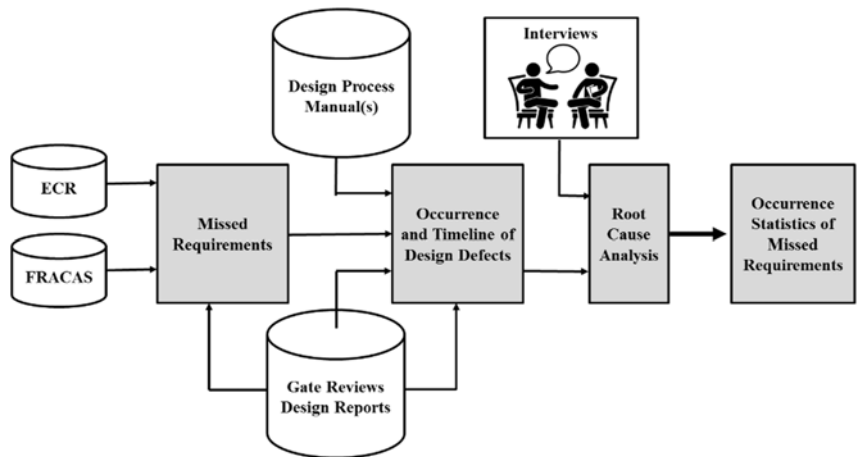 Interviews
Design Process
Manual(s)
ECR
FRACAS
Missed
Requirements
Occurrence
and Timeline of
Design Defects
Root
Cause
Analysis
Occurrence
Statistics of
Missed
Requirements
Gate Reviews
Design Reports